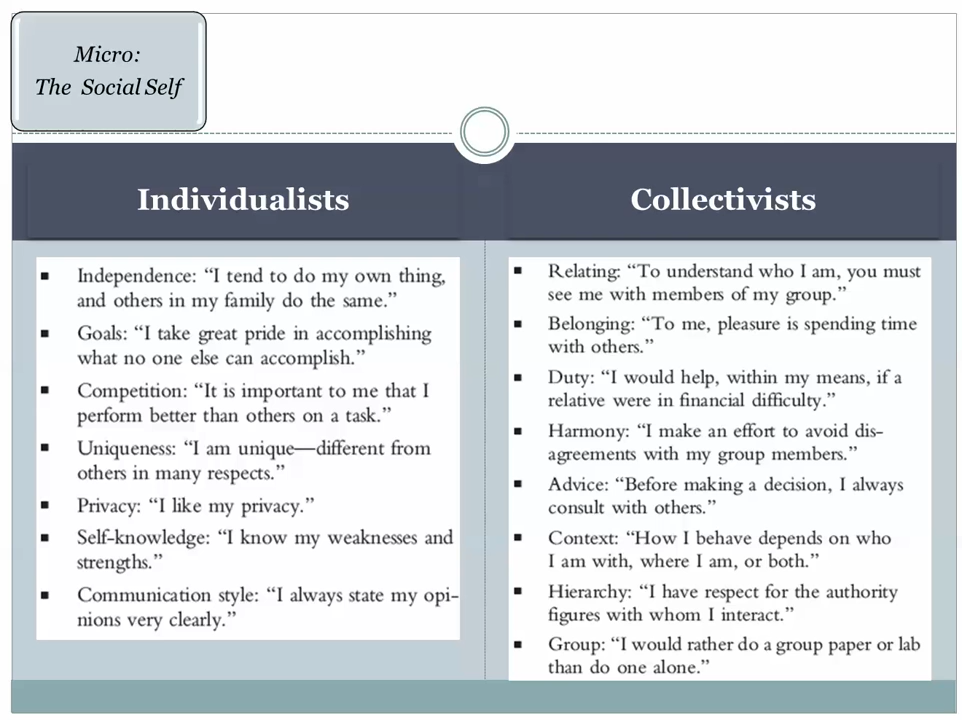 Micro:
The Social Self
Individualists
▪ Independence: “I tend to do my own thing,
and others in my family do the same.”
▪ Goals: “I take great pride in accomplishing
what no one else can accomplish.”
▪ Competition: “It is important to me that I
perform better than others on a task.”
▪ Uniqueness: “I am unique—different from
others in many respects.”
▪ Privacy: “I like my privacy.”
▪ Self-knowledge: “I know my weaknesses and
strengths.”
▪ Communication style: “I always state my opi-
nions very clearly.”
Collectivists
▪ Relating: “To understand who I am, you must
see me with members of my group.”
▪ Belonging: “To me, pleasure is spending time
with others.”
▪ Duty: “I would help, within my means, if a
relative were in financial difficulty.”
▪ Harmony: “I make an effort to avoid dis-
agreements with my group members.”
▪ Advice: “Before making a decision, I always
consult with others.”
▪ Context: “How I behave depends on who
I am with, where I am, or both.”
▪ Hierarchy: “I have respect for the authority
figures with whom I interact.”
▪ Group: “I would rather do a group paper or lab
than do one alone.”